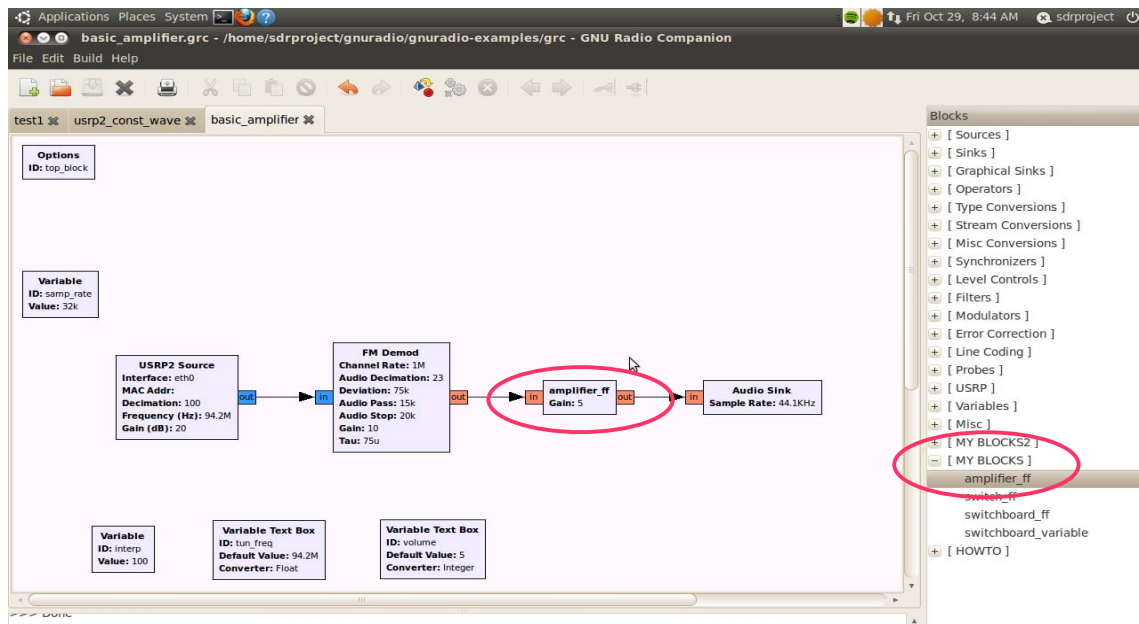 Applications Places System Fri Oct 29, 8:44 AM sdrproject
basic_amplifier.grc - /home/sdrproject/gnuradio/gnuradio-examples/grc - GNU Radio Companion
File Edit Build Help
test1 usrp2_const_wave basic_amplifier
Options
ID: top_block
Variable
ID: samp_rate
Value: 32k
USRP2 Source
Interface: eth0
MAC Addr:
Decimation: 100
Frequency (Hz): 94.2M
Gain (dB): 20
out
in
FM Demod
Channel Rate: 1M
Audio Decimation: 23
Deviation: 75k
Audio Pass: 15k
Audio Stop: 20k
Gain: 10
Tau: 75u
out
in
amplifier_ff
Gain: 5
out
in
Audio Sink
Sample Rate: 44.1KHz
Variable
ID: interp
Value: 100
Variable Text Box
ID: tun_freq
Default Value: 94.2M
Converter: Float
Variable Text Box
ID: volume
Default Value: 5
Converter: Integer
>>> Done
Blocks
+ [ Sources ]
+ [ Sinks ]
+ [ Graphical Sinks ]
+ [ Operators ]
+ [ Type Conversions ]
+ [ Stream Conversions ]
+ [ Misc Conversions ]
+ [ Synchronizers ]
+ [ Level Controls ]
+ [ Filters ]
+ [ Modulators ]
+ [ Error Correction ]
+ [ Line Coding ]
+ [ Probes ]
+ [ USRP ]
+ [ Variables ]
+ [ Misc ]
+ [ MY BLOCKS2 ]
− [ MY BLOCKS ]
amplifier_ff
switch_ff
switchboard_ff
switchboard_variable
+ [ HOWTO ]